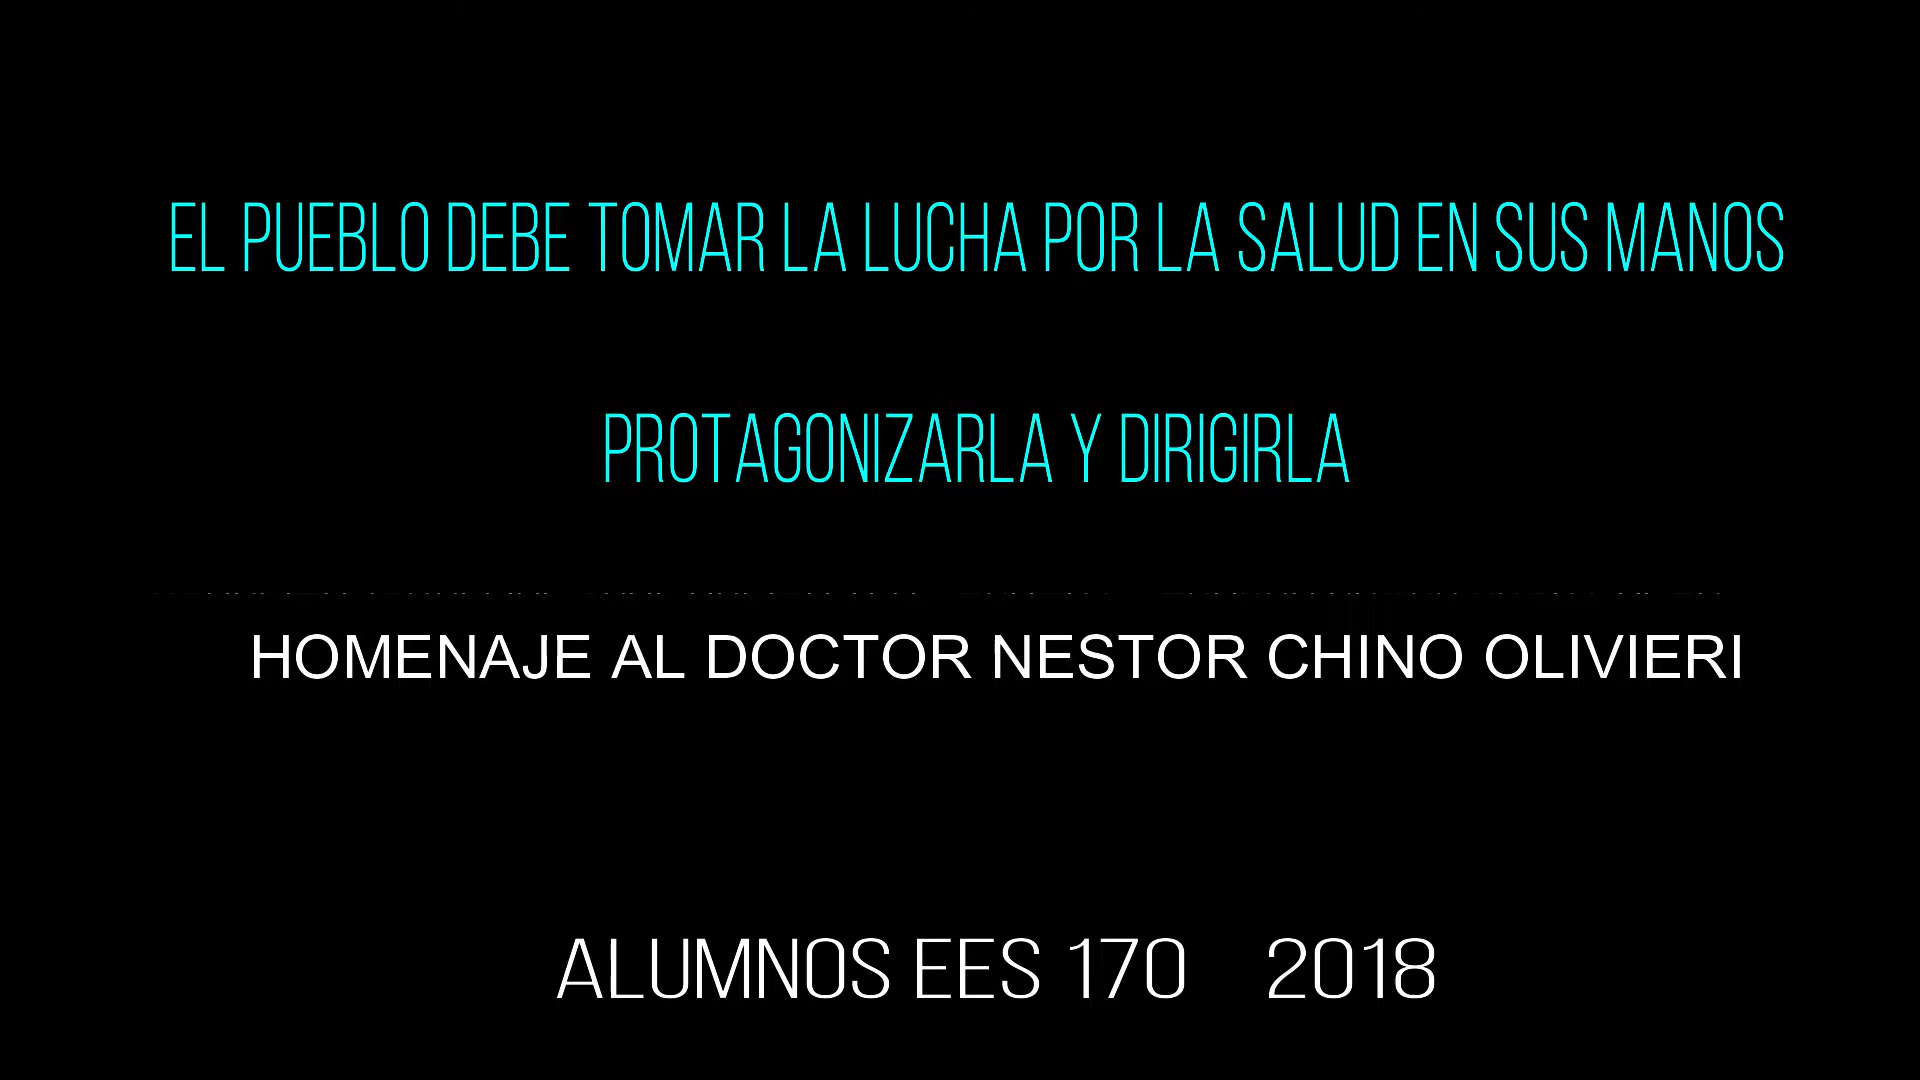 EL PUEBLO DEBE TOMAR LA LUCHA POR LA SALUD EN SUS MANOS
PROTAGONIZARLA Y DIRIGIRLA
HOMENAJE AL DOCTOR NESTOR CHINO OLIVIERI
ALUMNOS EES 170 2018